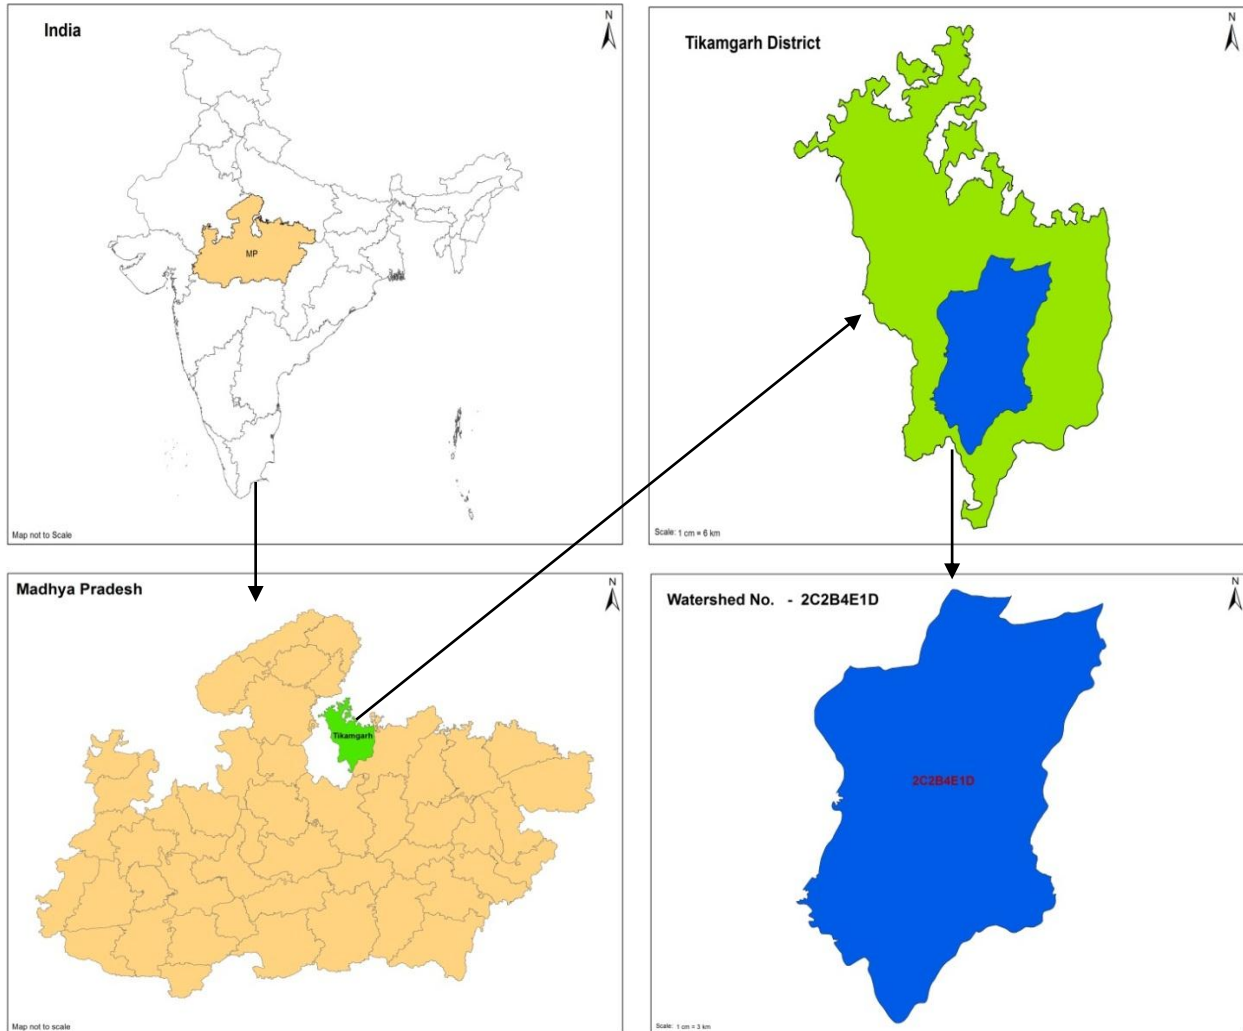 India
N
MP
Map not to Scale
Tikamgarh District
N
Scale: 1 cm = 6 km
Madhya Pradesh
N
Tikamgarh
Map not to scale
Watershed No. - 2C2B4E1D
N
2C2B4E1D
Scale: 1 cm = 3 km